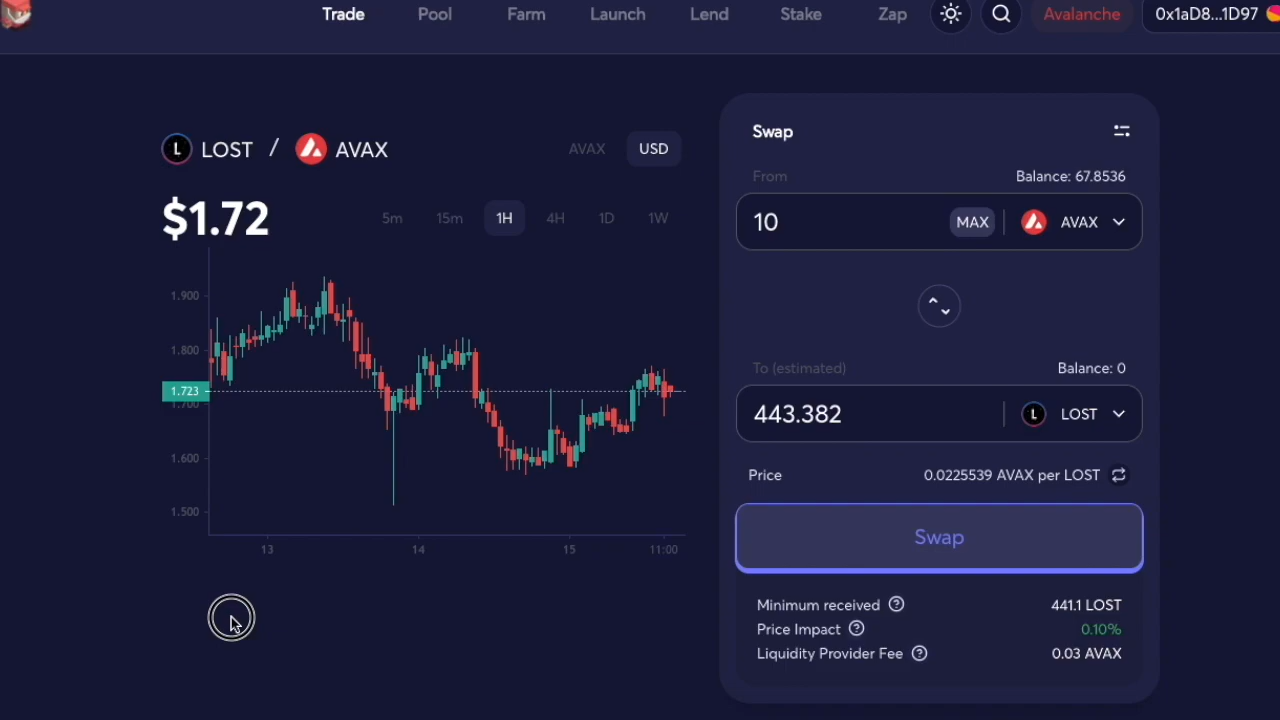 Trade Pool Farm Launch Lend Stake Zap Avalanche 0x1aD8...1D97
LOST / AVAX AVAX USD
$1.72 5m 15m 1H 4H 1D 1W
1.900
1.800
1.723
1.700
1.600
1.500
13 14 15 11:00
Swap
From Balance: 67.8536
10 MAX AVAX
To (estimated) Balance: 0
443.382 L LOST
Price 0.0225539 AVAX per LOST
Swap
Minimum received ? 441.1 LOST
Price Impact ? 0.10%
Liquidity Provider Fee ? 0.03 AVAX